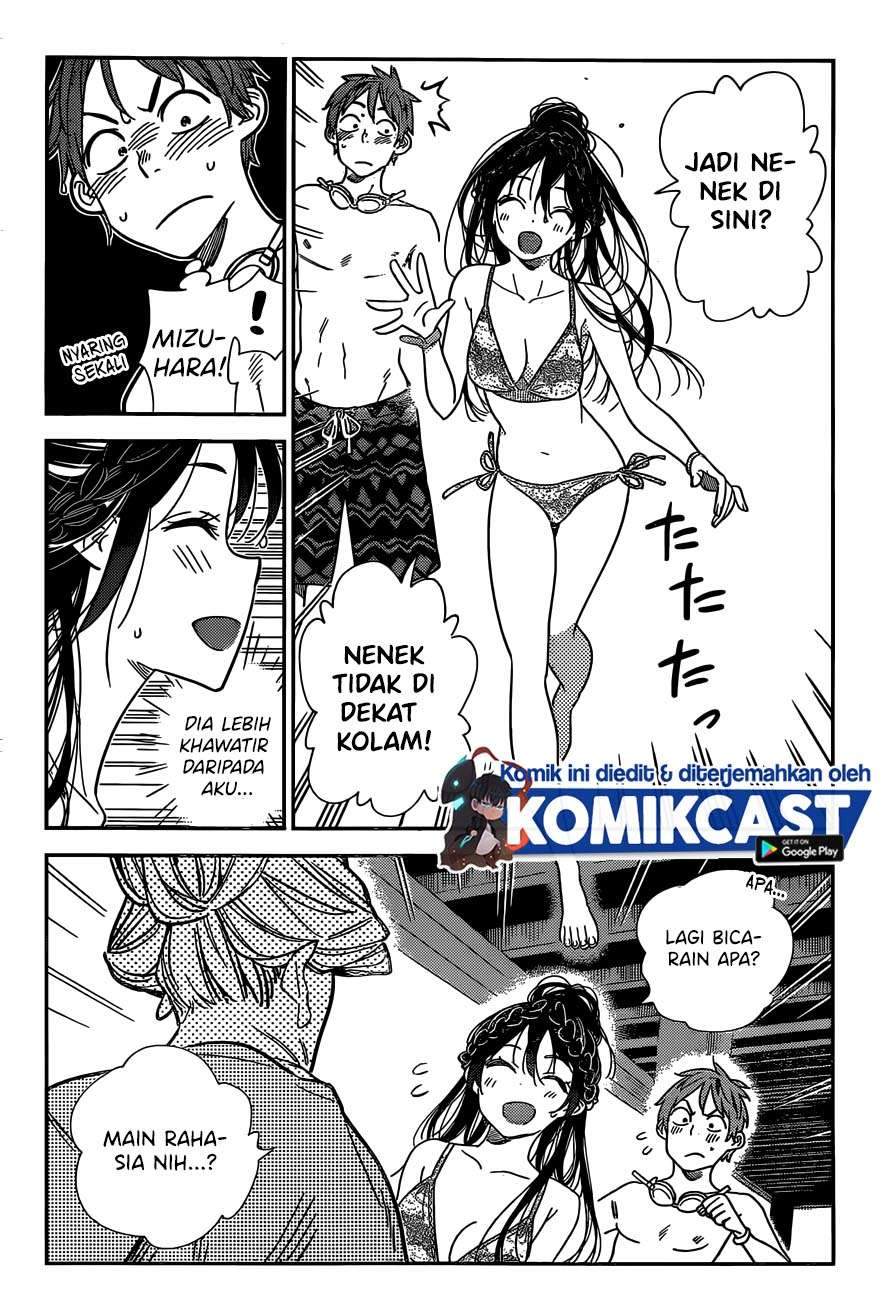 JADI NE-
NEK DI
SINI?
!
MIZU-
HARA!
NYARING
SEKALI
たたたっ
NENEK
TIDAK DI
DEKAT
KOLAM!
DIA LEBIH
KHAWATIR
DARIPADA
AKU...
Komik ini diedit & diterjemahkan oleh
KOMIKCAST
GET IT ON
Google Play
APA...
LAGI BICA-
RAIN APA?
MAIN RAHA-
SIA NIH...?